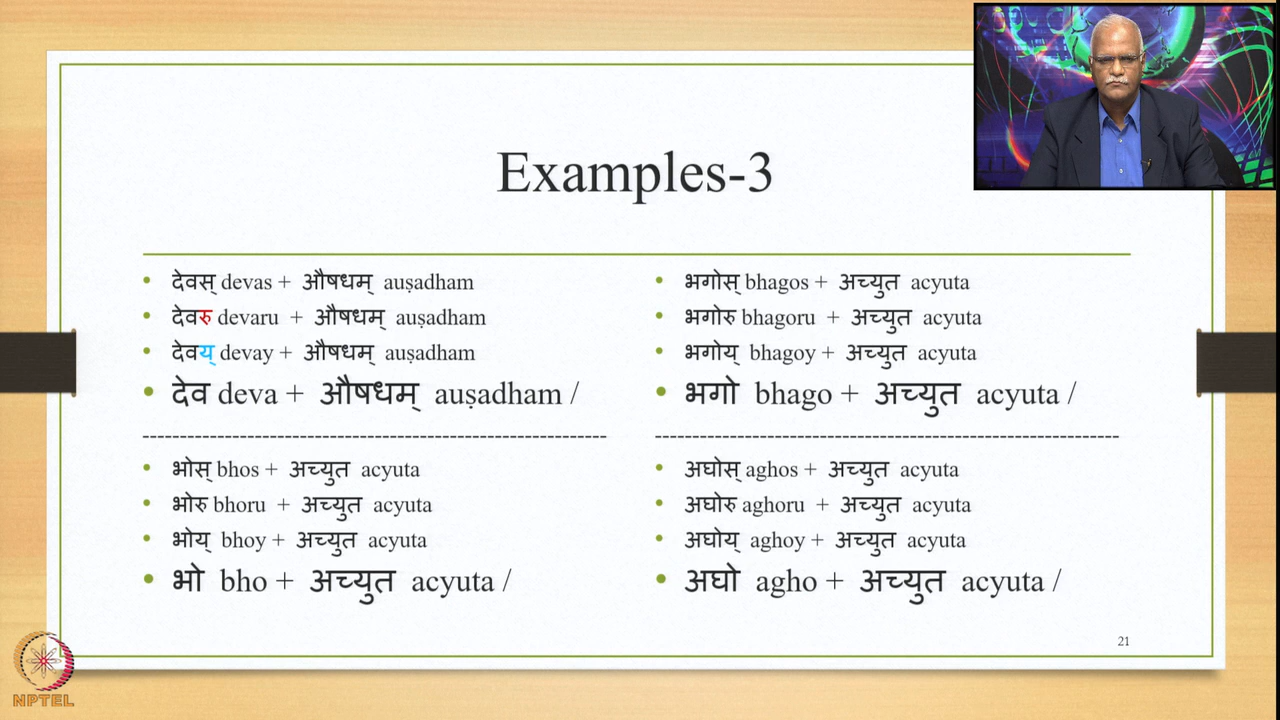 Examples-3
• देवस् devas + औषधम् auṣadham
• देवरु devaru + औषधम् auṣadham
• देवय् devay + औषधम् auṣadham
• देव deva + औषधम् auṣadham /
--------------------------------------------------------------
• भोस् bhos + अच्युत acyuta
• भोरु bhoru + अच्युत acyuta
• भोय् bhoy + अच्युत acyuta
• भो bho + अच्युत acyuta /
• भगोस् bhagos + अच्युत acyuta
• भगोरु bhagoru + अच्युत acyuta
• भगोय् bhagoy + अच्युत acyuta
• भगो bhago + अच्युत acyuta /
--------------------------------------------------------------
• अघोस् aghos + अच्युत acyuta
• अघोरु aghoru + अच्युत acyuta
• अघोय् aghoy + अच्युत acyuta
• अघो agho + अच्युत acyuta /
21
NPTEL